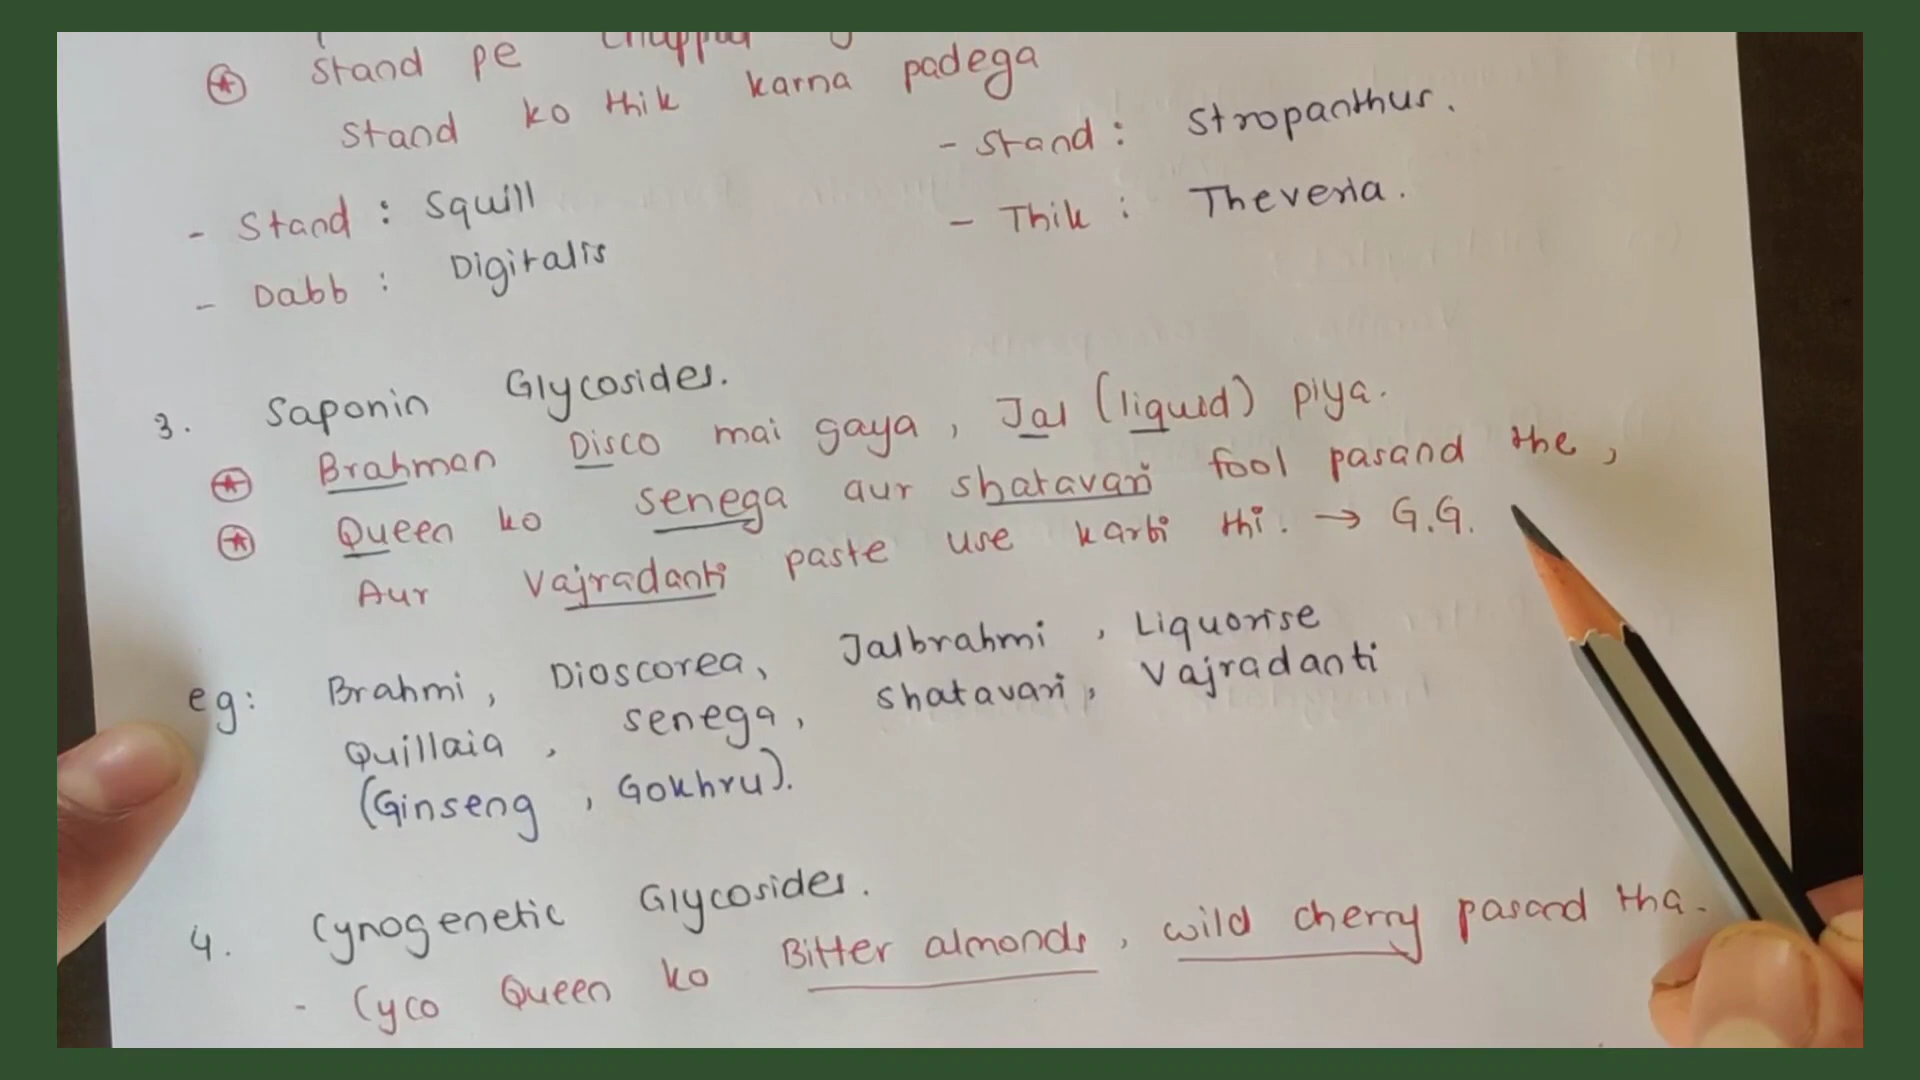 Stand pe chappal
Stand ko thik karna padega
- Stand : Squill
- Dabb : Digitalis
- Stand : Stropanthus.
- Thik : Thevenia.
3. Saponin Glycosides.
Brahman Disco mai gaya, Jal (liquid) piya.
Queen ko senega aur shatavari fool pasand the,
Aur Vajradanti paste use karti thi. → G.G.
eg: Brahmi, Dioscorea, Jalbrahmi, Liquorise
Quillaia, senega, shatavari, Vajradanti
(Ginseng, Gokhru).
4. Cynogenetic Glycosides.
- Cyco Queen ko Bitter almonds, wild cherry pasand tha.